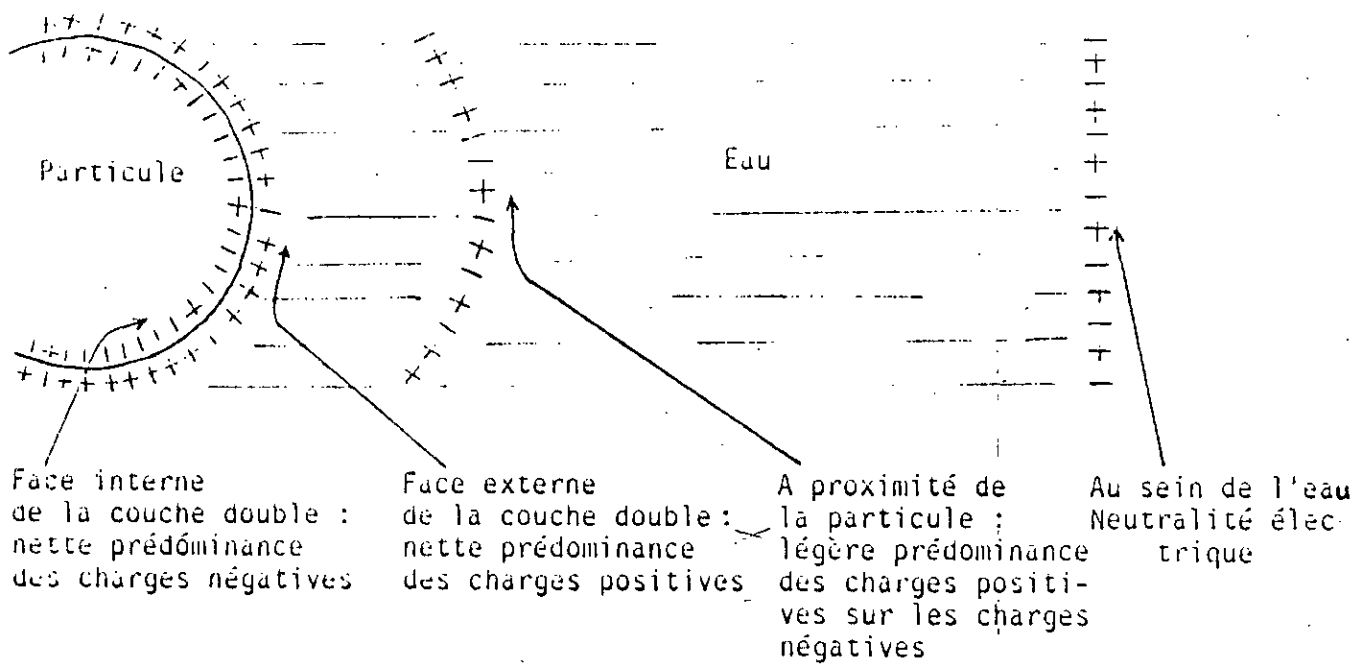 Particule
Eau
Face interne
de la couche double :
nette prédominance
des charges négatives
Face externe
de la couche double :
nette prédominance
des charges positives
A proximité de
la particule :
légère prédominance
des charges positi-
ves sur les charges
négatives
Au sein de l'eau
Neutralité élec
trique